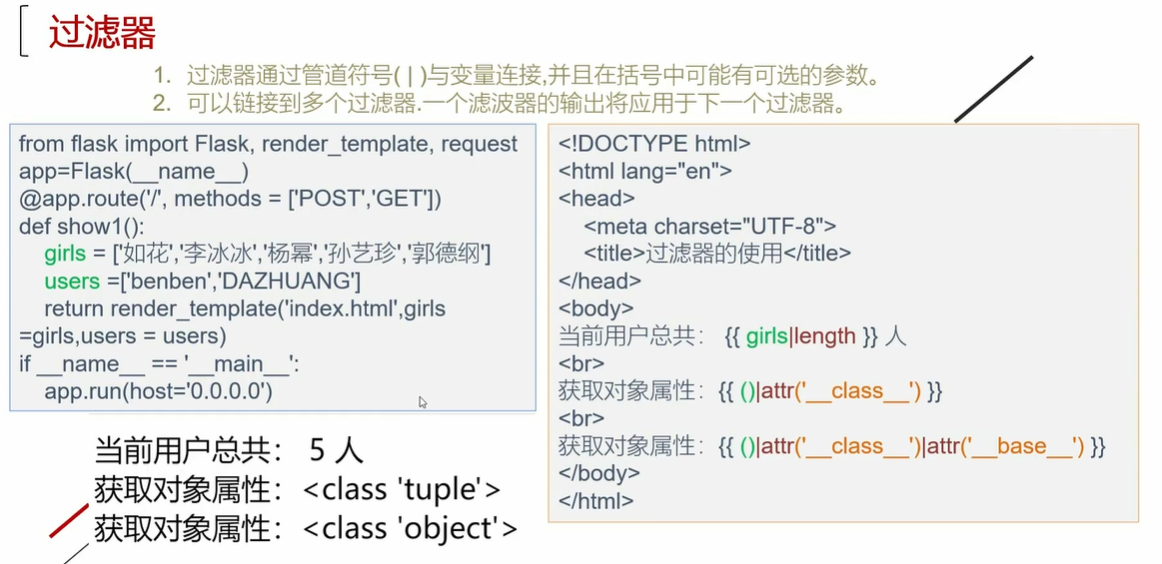 过滤器
1. 过滤器通过管道符号( | )与变量连接,并且在括号中可能有可选的参数。
2. 可以链接到多个过滤器.一个滤波器的输出将应用于下一个过滤器。
from flask import Flask, render_template, request
app=Flask(__name__)
@app.route('/', methods = ['POST','GET'])
def show1():
    girls = ['如花','李冰冰','杨幂','孙艺珍','郭德纲']
    users =['benben','DAZHUANG']
    return render_template('index.html',girls
=girls,users = users)
if __name__ == '__main__':
    app.run(host='0.0.0.0')
<!DOCTYPE html>
<html lang="en">
<head>
    <meta charset="UTF-8">
    <title>过滤器的使用</title>
</head>
<body>
当前用户总共： {{ girls|length }} 人
<br>
获取对象属性：{{ ()|attr('__class__') }}
<br>
获取对象属性：{{ ()|attr('__class__')|attr('__base__') }}
</body>
</html>
当前用户总共： 5 人
获取对象属性：<class 'tuple'>
获取对象属性：<class 'object'>